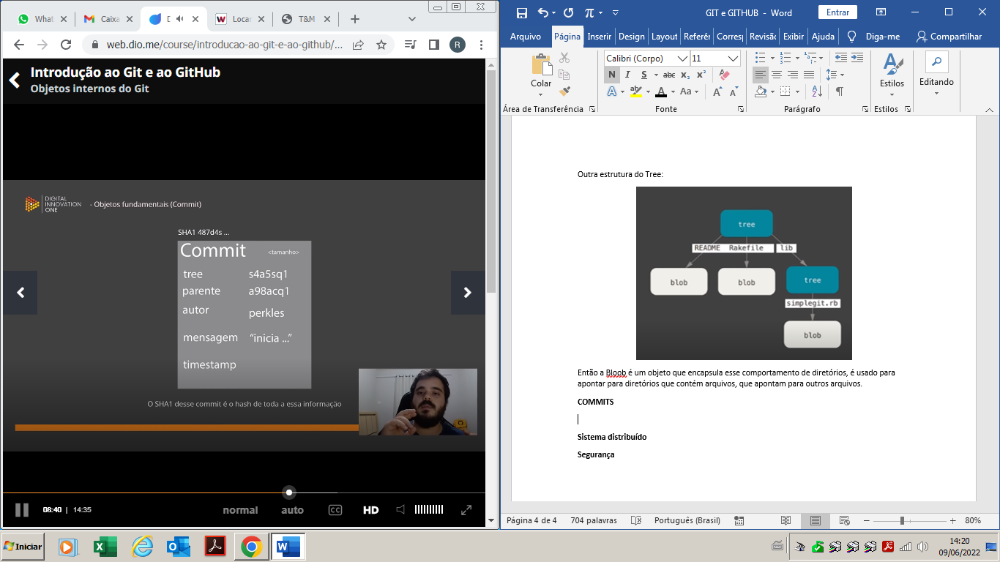 What
Caixa
D
Locar
T&M
web.dio.me/course/introducao-ao-git-e-ao-github/...
R
Introdução ao Git e ao GitHub
Objetos internos do Git
DIGITAL
INNOVATION
ONE
- Objetos fundamentais (Commit)
SHA1 487d4s ...
Commit <tamanho>
tree s4a5sq1
parente a98acq1
autor perkles
mensagem “inicia ...”
timestamp
O SHA1 desse commit é o hash de toda a essa informação
08:40 | 14:35 normal auto CC HD
GIT e GITHUB - Word Entrar
Arquivo Página Inserir Design Layout Referên Corresp Revisão Exibir Ajuda Diga-me Compartilhar
Colar
Calibri (Corpo) 11
N I S abc x₂ x²
A ab A Aa A A
Estilos
Editando
Área de Transferência Fonte Parágrafo Estilos
Outra estrutura do Tree:
tree
README Rakefile lib
blob blob tree
simplegit.rb
blob
Então a Bloob é um objeto que encapsula esse comportamento de diretórios, é usado para
apontar para diretórios que contém arquivos, que apontam para outros arquivos.
COMMITS
Sistema distribuído
Segurança
Página 4 de 4 704 palavras Português (Brasil) 80%
Iniciar
14:20
09/06/2022